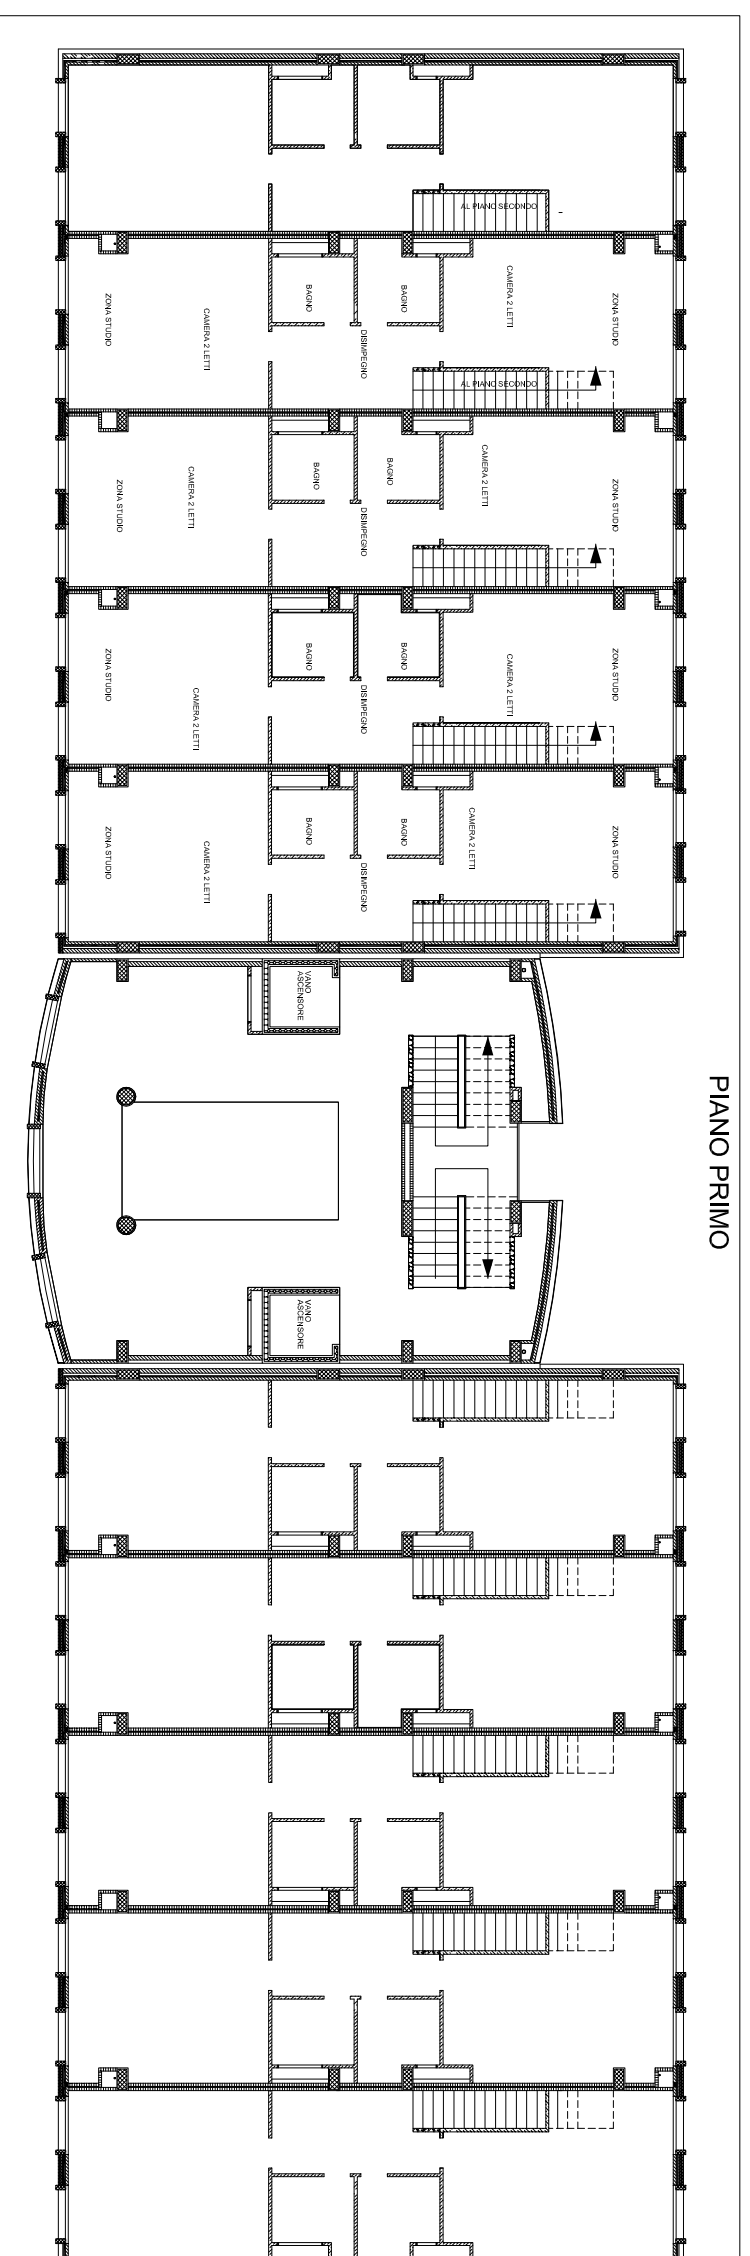 PIANO PRIMO
AL PIANO SECONDO
ZONA STUDIO
CAMERA 2 LETTI
BAGNO
DISIMPEGNO
BAGNO
CAMERA 2 LETTI
ZONA STUDIO
AL PIANO SECONDO
ZONA STUDIO
CAMERA 2 LETTI
BAGNO
DISIMPEGNO
BAGNO
CAMERA 2 LETTI
ZONA STUDIO
ZONA STUDIO
CAMERA 2 LETTI
BAGNO
DISIMPEGNO
BAGNO
CAMERA 2 LETTI
ZONA STUDIO
ZONA STUDIO
CAMERA 2 LETTI
BAGNO
DISIMPEGNO
BAGNO
CAMERA 2 LETTI
ZONA STUDIO
VANO
ASCENSORE
VANO
ASCENSORE